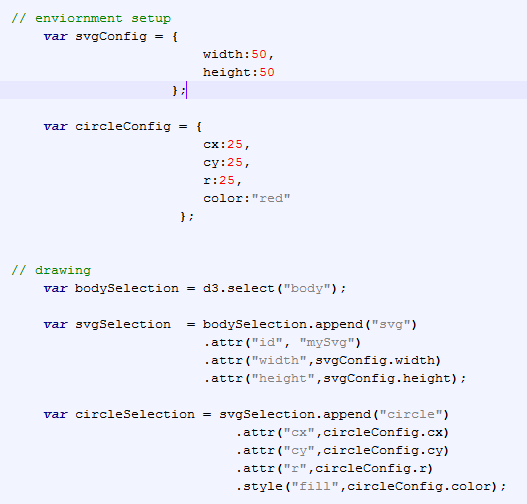 // enviornment setup
var svgConfig = {
width:50,
height:50
};
var circleConfig = {
cx:25,
cy:25,
r:25,
color:"red"
};
// drawing
var bodySelection = d3.select("body");
var svgSelection  = bodySelection.append("svg")
.attr("id", "mySvg")
.attr("width",svgConfig.width)
.attr("height",svgConfig.height);
var circleSelection = svgSelection.append("circle")
.attr("cx",circleConfig.cx)
.attr("cy",circleConfig.cy)
.attr("r",circleConfig.r)
.style("fill",circleConfig.color);